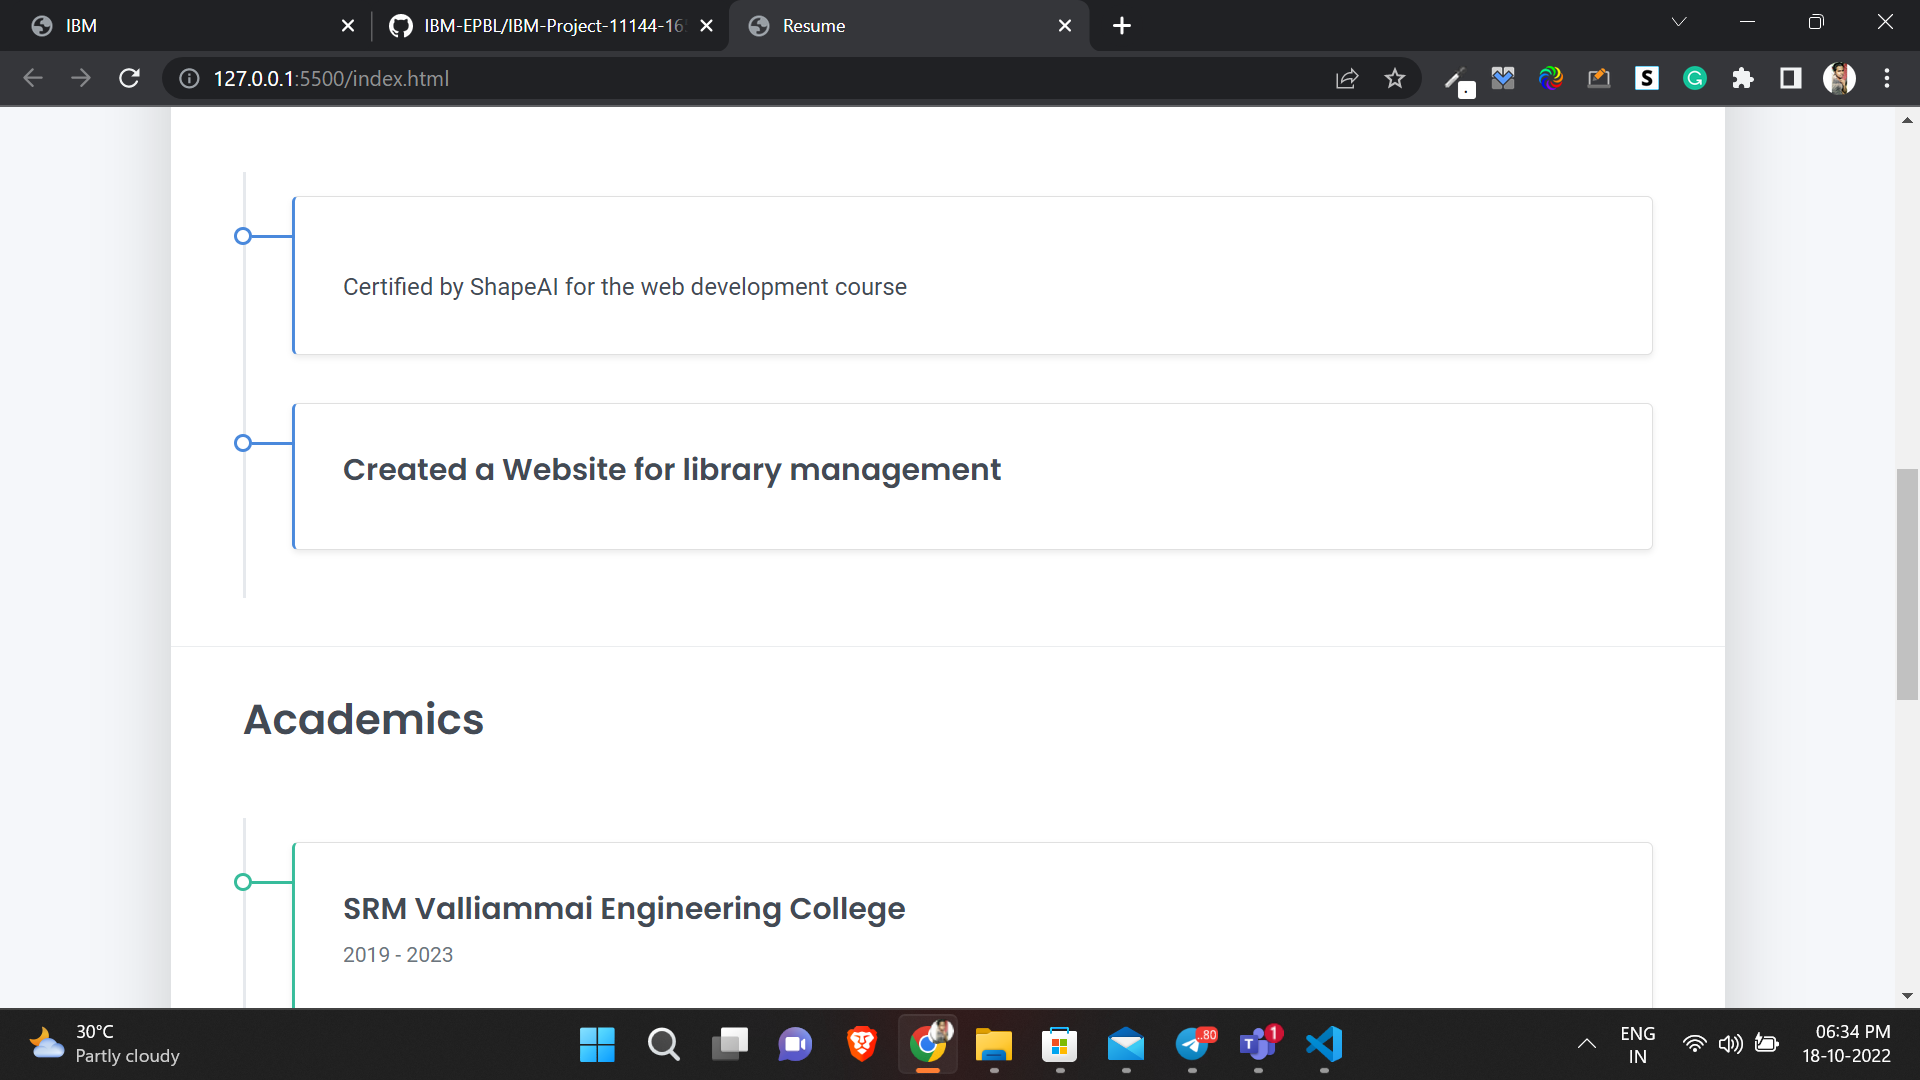 IBM
IBM-EPBL/IBM-Project-11144-16
Resume
127.0.0.1:5500/index.html
S
G
Certified by ShapeAI for the web development course
Created a Website for library management
Academics
SRM Valliammai Engineering College
2019 - 2023
30°C
Partly cloudy
..80
T
1
ENG
IN
06:34 PM
18-10-2022